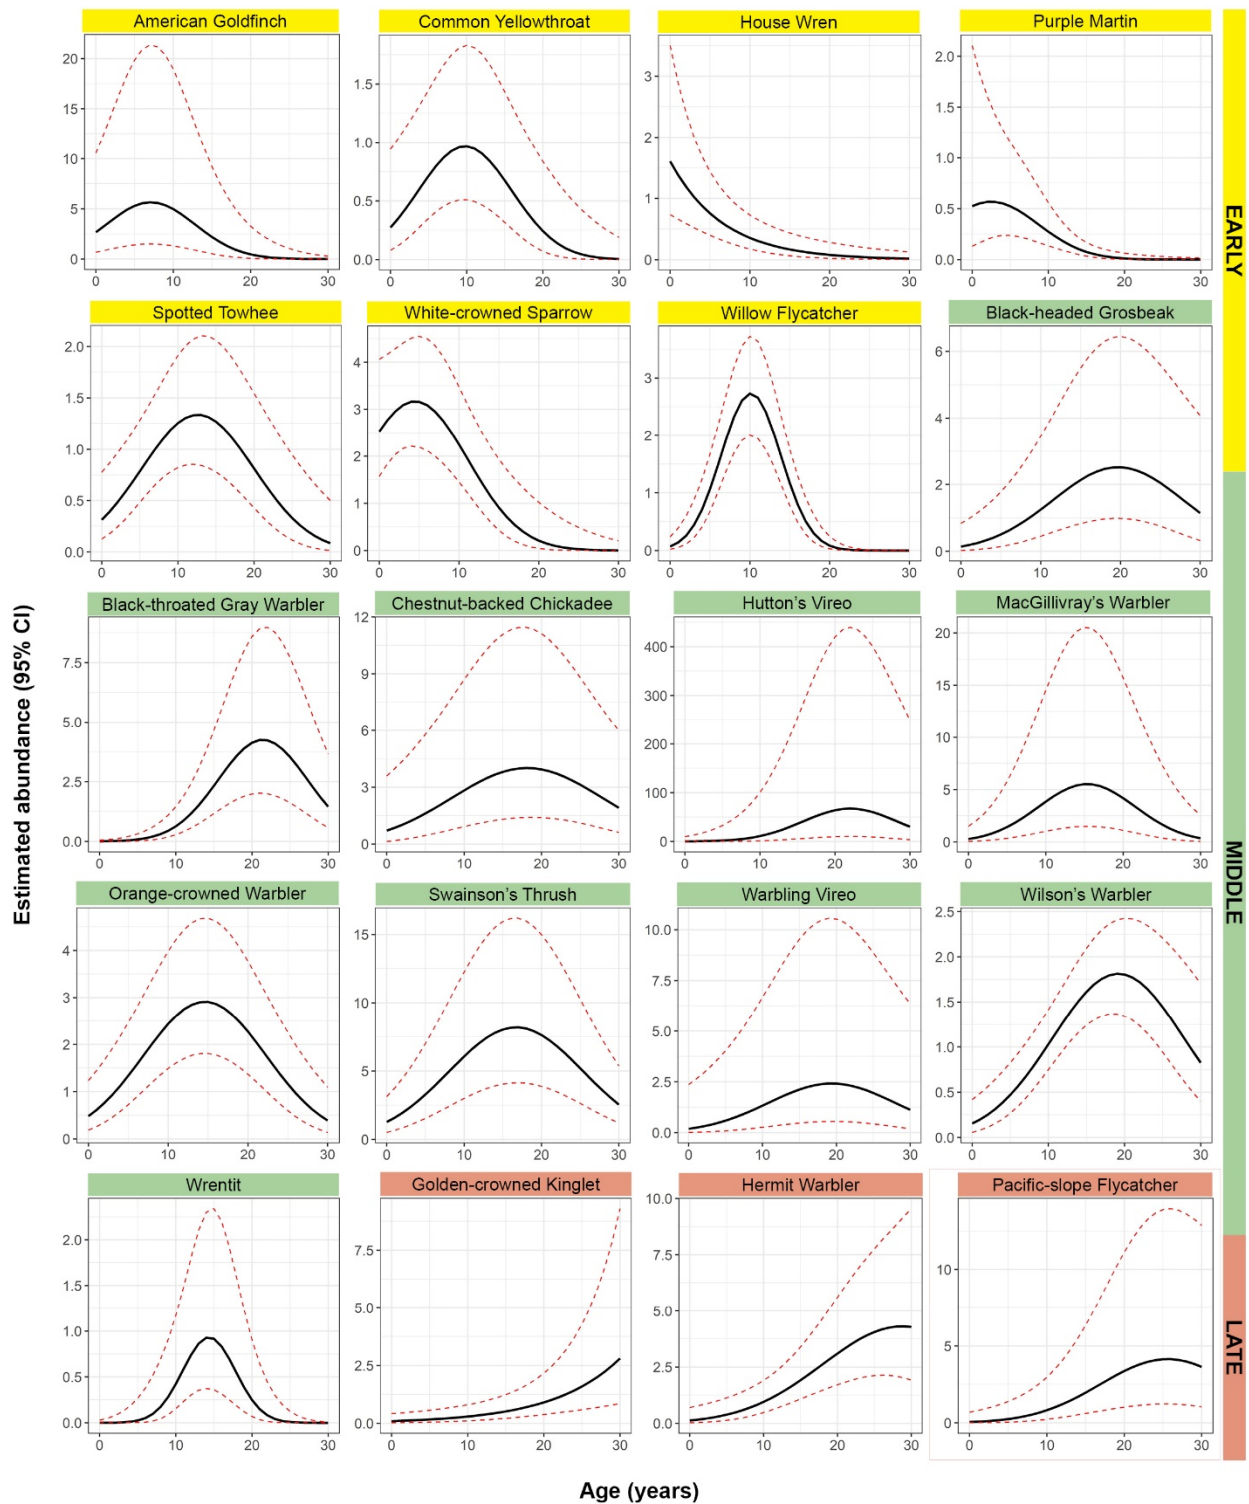 American Goldfinch Common Yellowthroat House Wren Purple Martin
20 15 10 5 0
1.5 1.0 0.5 0.0
3 2 1 0
2.0 1.5 1.0 0.5 0.0
0 10 20 30 0 10 20 30 0 10 20 30 0 10 20 30
EARLY
Spotted Towhee White-crowned Sparrow Willow Flycatcher Black-headed Grosbeak
2.0 1.5 1.0 0.5 0.0
4 3 2 1 0
3 2 1 0
6 4 2 0
0 10 20 30 0 10 20 30 0 10 20 30 0 10 20 30
Estimated abundance (95% CI)
Black-throated Gray Warbler Chestnut-backed Chickadee Hutton's Vireo MacGillivray's Warbler
7.5 5.0 2.5 0.0
12 9 6 3 0
400 300 200 100 0
20 15 10 5 0
0 10 20 30 0 10 20 30 0 10 20 30 0 10 20 30
MIDDLE
Orange-crowned Warbler Swainson's Thrush Warbling Vireo Wilson's Warbler
4 3 2 1 0
15 10 5 0
10.0 7.5 5.0 2.5 0.0
2.5 2.0 1.5 1.0 0.5 0.0
0 10 20 30 0 10 20 30 0 10 20 30 0 10 20 30
Wrentit Golden-crowned Kinglet Hermit Warbler Pacific-slope Flycatcher
2.0 1.5 1.0 0.5 0.0
7.5 5.0 2.5 0.0
10.0 7.5 5.0 2.5 0.0
10 5 0
0 10 20 30 0 10 20 30 0 10 20 30 0 10 20 30
LATE
Age (years)